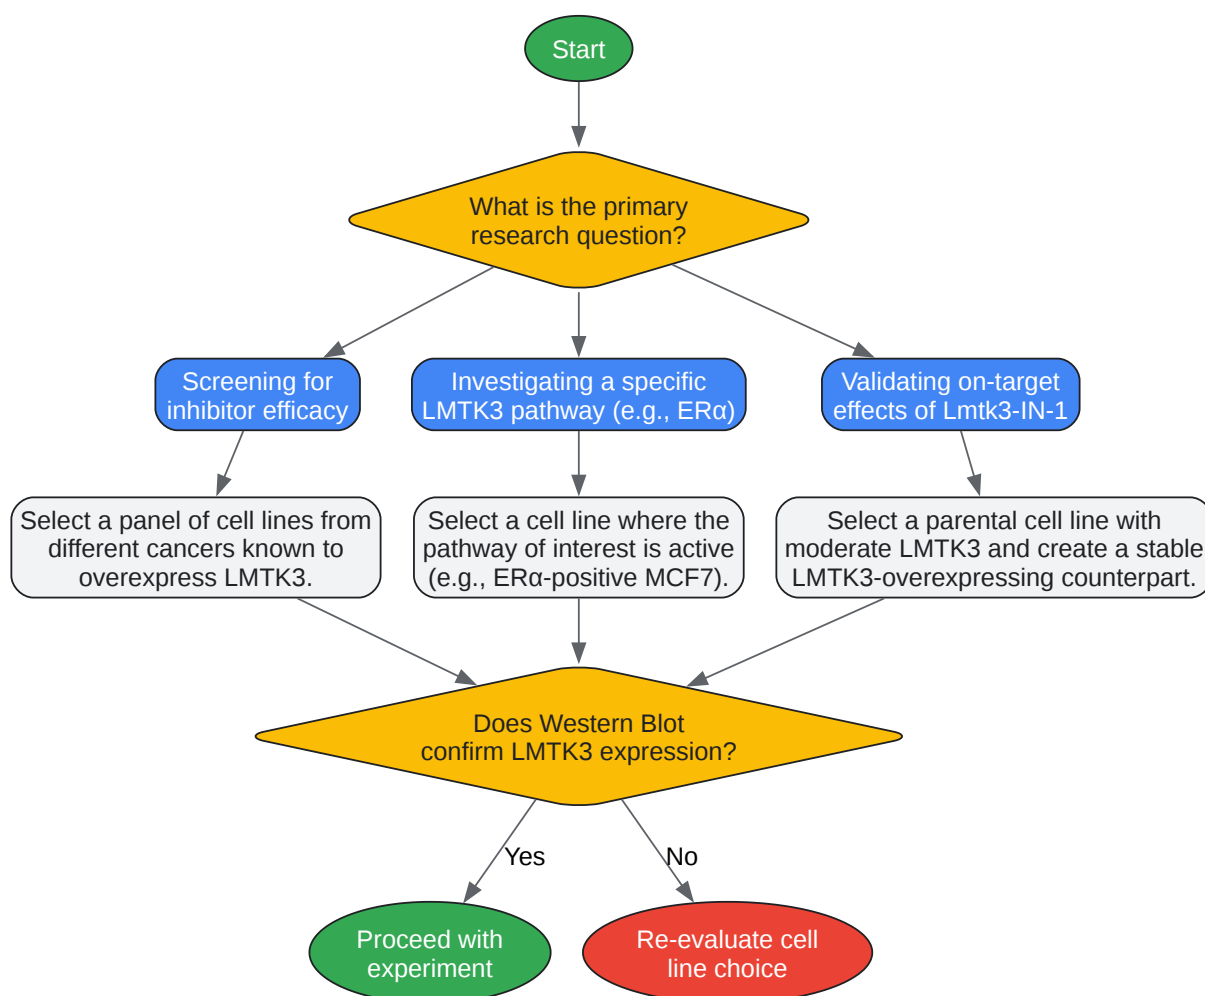 Start
What is the primary
research question?
Screening for
inhibitor efficacy
Investigating a specific
LMTK3 pathway (e.g., ERα)
Validating on-target
effects of Lmtk3-IN-1
Select a panel of cell lines from
different cancers known to
overexpress LMTK3.
Select a cell line where the
pathway of interest is active
(e.g., ERα-positive MCF7).
Select a parental cell line with
moderate LMTK3 and create a stable
LMTK3-overexpressing counterpart.
Does Western Blot
confirm LMTK3 expression?
Yes
No
Proceed with
experiment
Re-evaluate cell
line choice